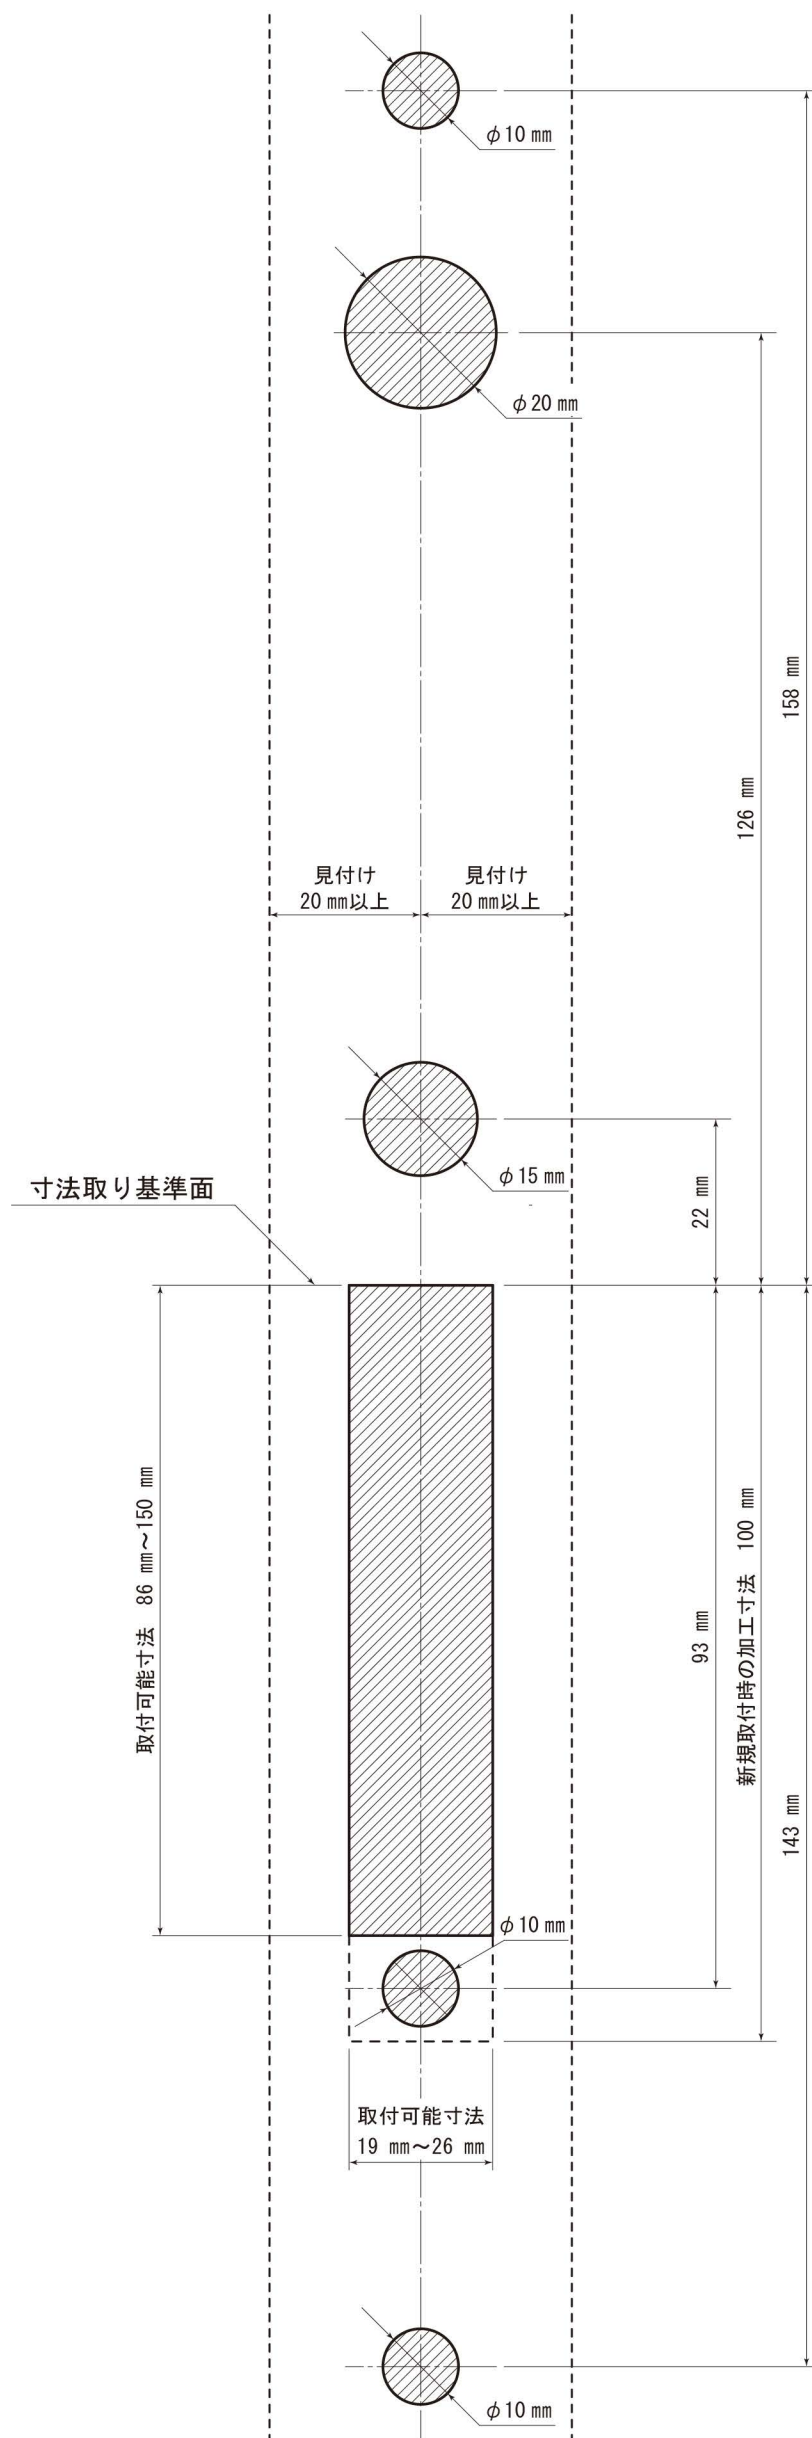 φ10 mm
φ20 mm
158 mm
126 mm
見付け
20 mm以上
見付け
20 mm以上
φ15 mm
寸法取り基準面
22 mm
取付可能寸法 86 mm～150 mm
93 mm
新規取付時の加工寸法 100 mm
143 mm
φ10 mm
取付可能寸法
19 mm～26 mm
φ10 mm